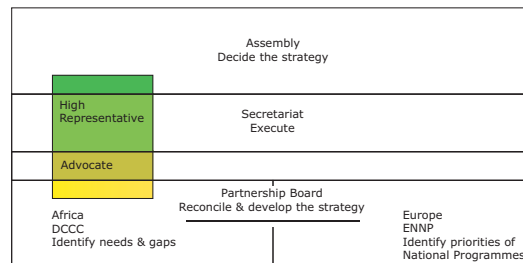 Assembly
Decide the strategy
High
Representative
Secretariat
Execute
Advocate
Partnership Board
Reconcile & develop the strategy
Africa
DCCC
Identify needs & gaps
Europe
ENNP
Identify priorities of
National Programmes